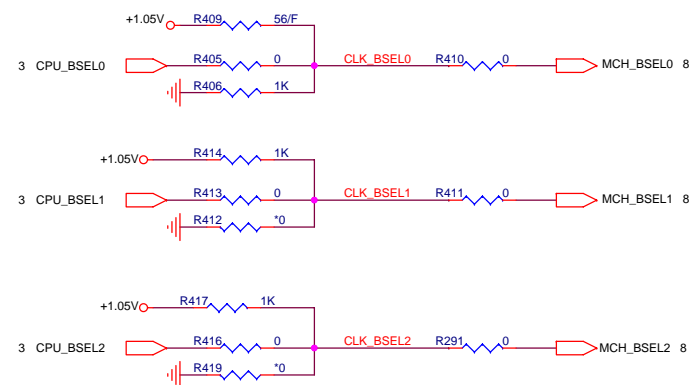 +1.05V R409 56/F
3 CPU_BSEL0 R405 0 CLK_BSEL0 R410 0 MCH_BSEL0 8
R406 1K
+1.05V R414 1K
3 CPU_BSEL1 R413 0 CLK_BSEL1 R411 0 MCH_BSEL1 8
R412 *0
+1.05V R417 1K
3 CPU_BSEL2 R416 0 CLK_BSEL2 R291 0 MCH_BSEL2 8
R419 *0